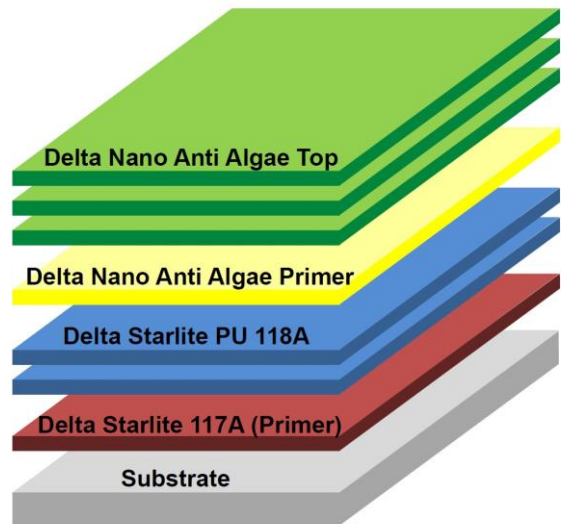 Delta Nano Anti Algae Top
Delta Nano Anti Algae Primer
Delta Starlite PU 118A
Delta Starlite 117A (Primer)
Substrate